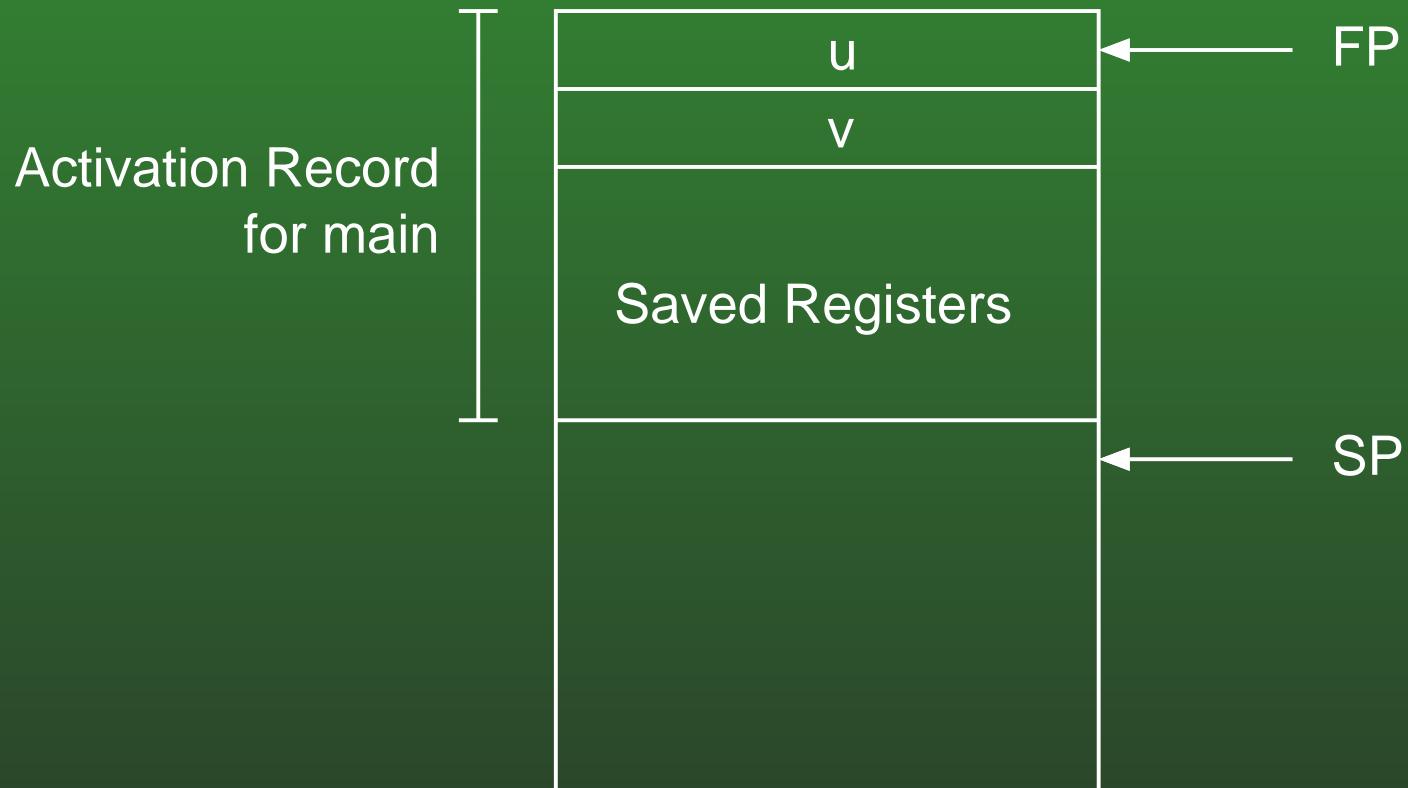 u
FP
v
Activation Record
for main
Saved Registers
SP